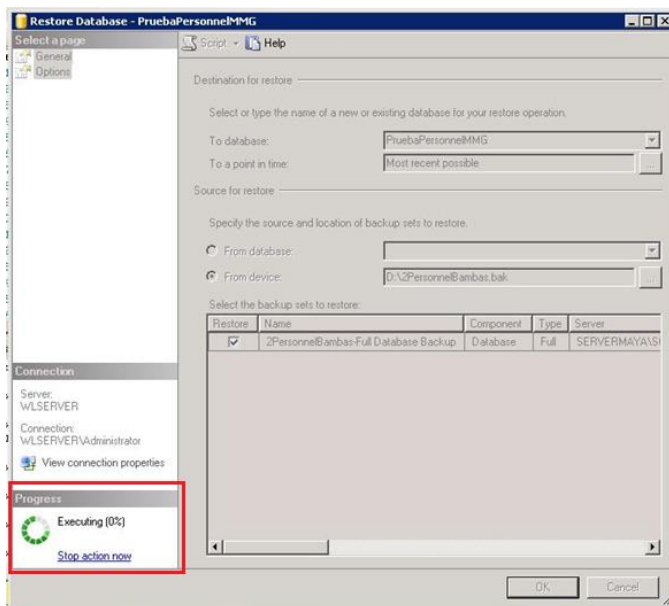 Restore Database - PruebaPersonnelMMG
Select a page
General
Options
Script
Help
Destination for restore
Select or type the name of a new or existing database for your restore operation.
To database:
PruebaPersonnelMMG
To a point in time:
Most recent possible
...
Source for restore
Specify the source and location of backup sets to restore.
From database:
From device:
D:\2PersonnelBambas.bak
...
Select the backup sets to restore:
Restore Name Component Type Server
2PersonnelBambas-Full Database Backup Database Full SERVERMAYA\S
Connection
Server:
WLSERVER
Connection:
WLSERVER\Administrator
View connection properties
Progress
Executing (0%)
Stop action now
OK Cancel